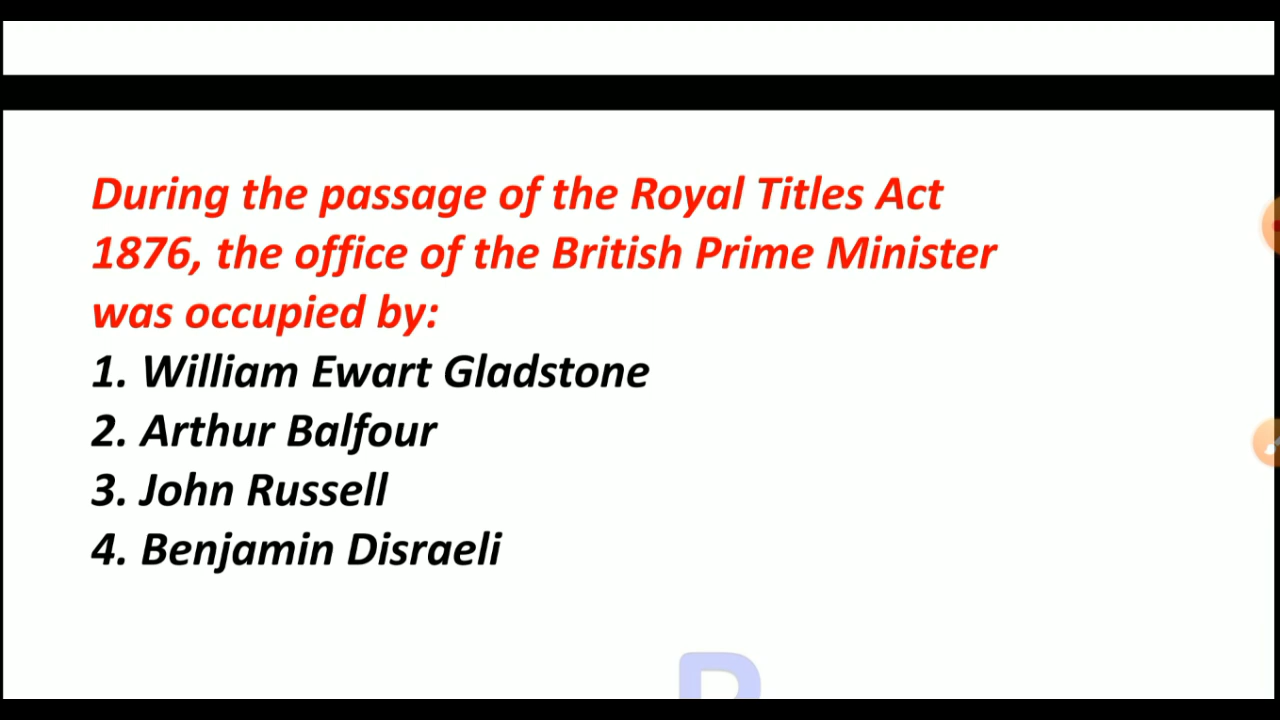 During the passage of the Royal Titles Act
1876, the office of the British Prime Minister
was occupied by:
1. William Ewart Gladstone
2. Arthur Balfour
3. John Russell
4. Benjamin Disraeli